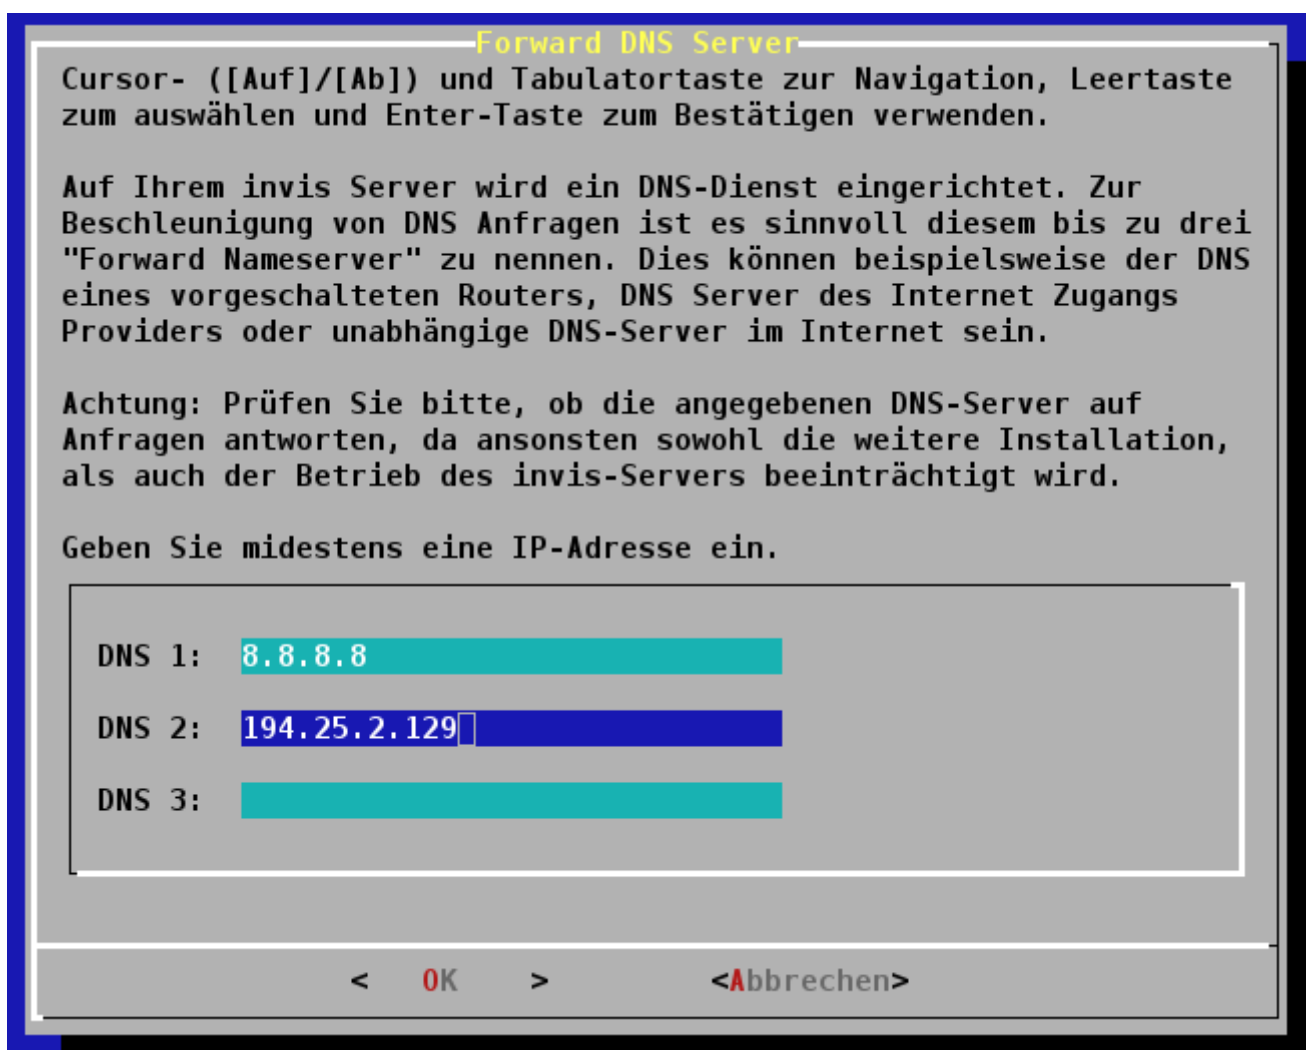 Forward DNS Server
Cursor- ([Auf]/[Ab]) und Tabulatortaste zur Navigation, Leertaste
zum auswählen und Enter-Taste zum Bestätigen verwenden.
Auf Ihrem invis Server wird ein DNS-Dienst eingerichtet. Zur
Beschleunigung von DNS Anfragen ist es sinnvoll diesem bis zu drei
"Forward Nameserver" zu nennen. Dies können beispielsweise der DNS
eines vorgeschalteten Routers, DNS Server des Internet Zugangs
Providers oder unabhängige DNS-Server im Internet sein.
Achtung: Prüfen Sie bitte, ob die angegebenen DNS-Server auf
Anfragen antworten, da ansonsten sowohl die weitere Installation,
als auch der Betrieb des invis-Servers beeinträchtigt wird.
Geben Sie midestens eine IP-Adresse ein.
DNS 1: 8.8.8.8
DNS 2: 194.25.2.129
DNS 3:
<  OK  > <Abbrechen>